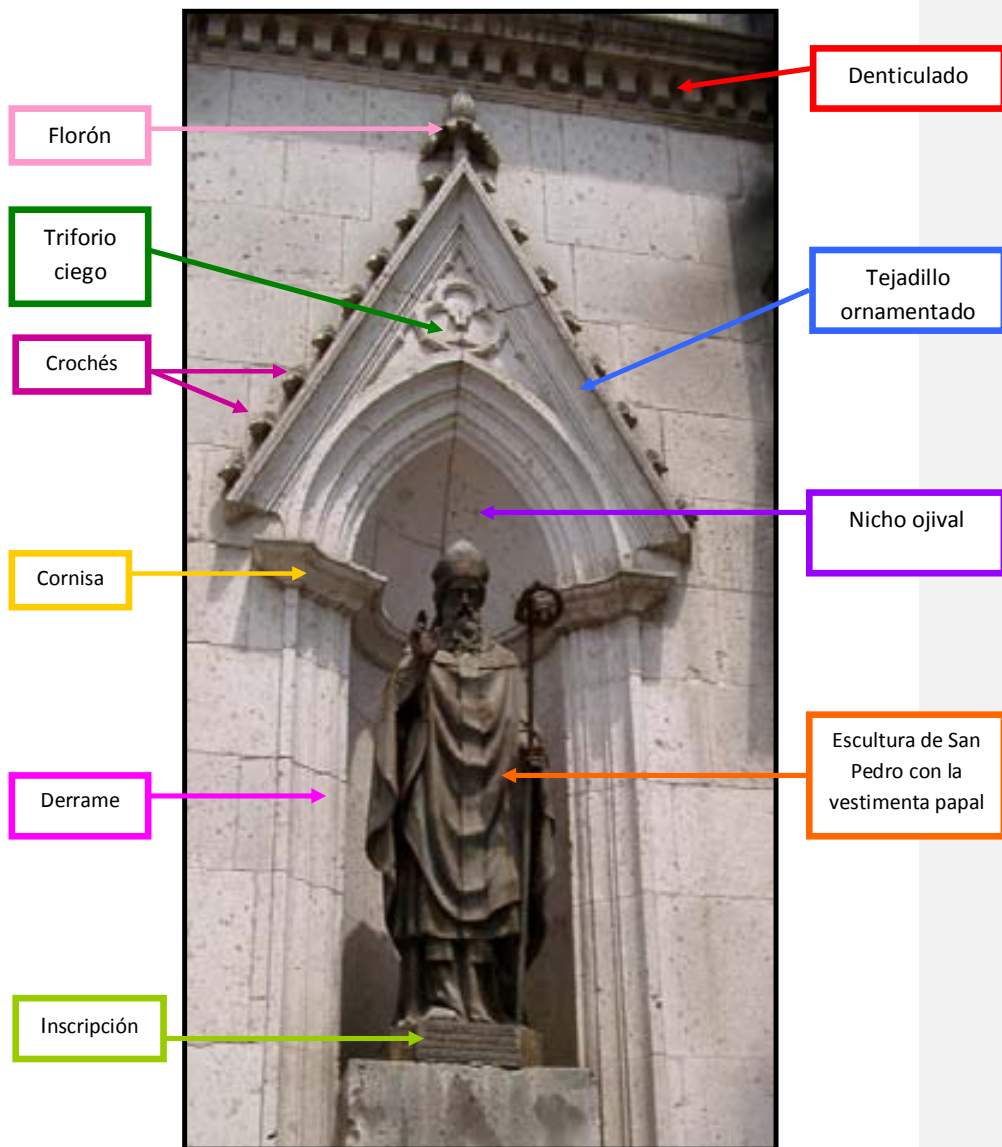 Denticulado
Florón
Triforio
ciego
Tejadillo
ornamentado
Crochés
Nicho ojival
Cornisa
Escultura de San
Pedro con la
vestimenta papal
Derrame
Inscripción